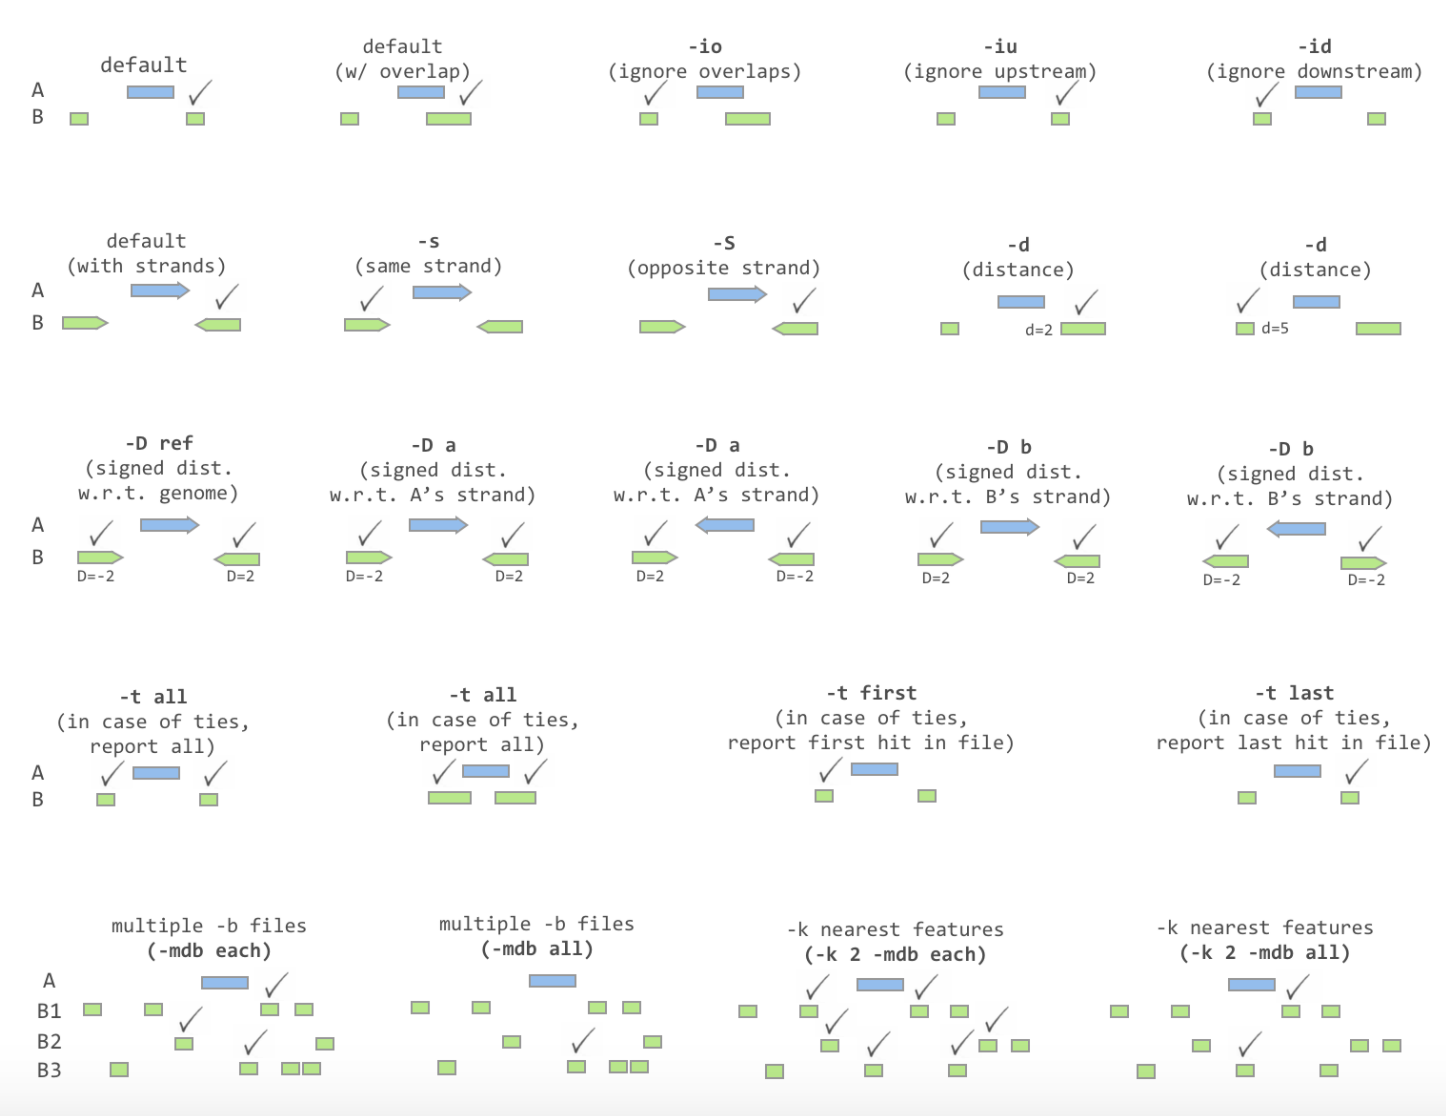 default
default
(w/ overlap)
-io
(ignore overlaps)
-iu
(ignore upstream)
-id
(ignore downstream)
A
B
default
(with strands)
-s
(same strand)
-S
(opposite strand)
-d
(distance)
-d
(distance)
A
B
d=2
d=5
-D ref
(signed dist.
w.r.t. genome)
-D a
(signed dist.
w.r.t. A’s strand)
-D a
(signed dist.
w.r.t. A’s strand)
-D b
(signed dist.
w.r.t. B’s strand)
-D b
(signed dist.
w.r.t. B’s strand)
A
B
D=-2
D=2
D=-2
D=2
D=2
D=-2
D=2
D=2
D=-2
D=-2
-t all
(in case of ties,
report all)
-t all
(in case of ties,
report all)
-t first
(in case of ties,
report first hit in file)
-t last
(in case of ties,
report last hit in file)
A
B
multiple -b files
(-mdb each)
multiple -b files
(-mdb all)
-k nearest features
(-k 2 -mdb each)
-k nearest features
(-k 2 -mdb all)
A
B1
B2
B3